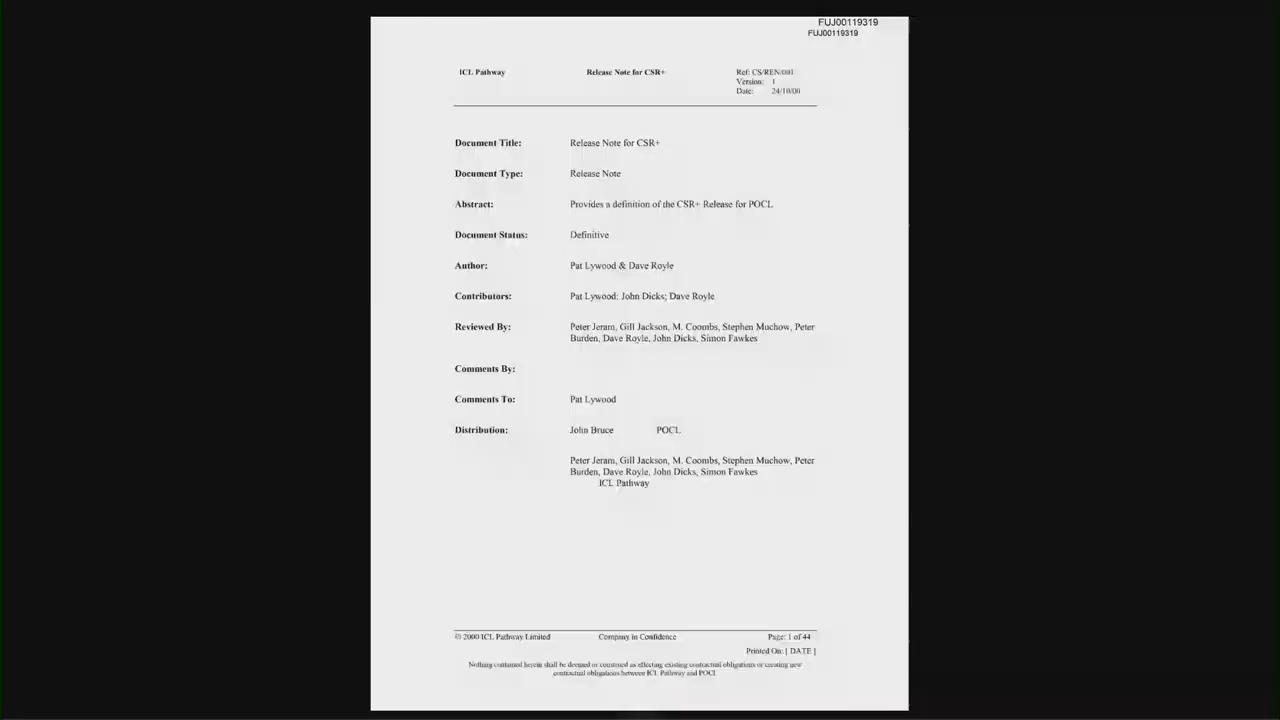 FUJ00119319
FUJ00119319
ICL Pathway Release Note for CSR+ Ref: CS/REN/001
Version: 1
Date: 24/10/00
Document Title: Release Note for CSR+
Document Type: Release Note
Abstract: Provides a definition of the CSR+ Release for POCL
Document Status: Definitive
Author: Pat Lywood & Dave Royle
Contributors: Pat Lywood; John Dicks; Dave Royle
Reviewed By: Peter Jeram, Gill Jackson, M. Coombs, Stephen Muchow, Peter
Burden, Dave Royle, John Dicks, Simon Fawkes
Comments By:
Comments To: Pat Lywood
Distribution: John Bruce POCL
Peter Jeram, Gill Jackson, M. Coombs, Stephen Muchow, Peter
Burden, Dave Royle, John Dicks, Simon Fawkes
ICL Pathway
© 2000 ICL Pathway Limited Company in Confidence Page: 1 of 44
Printed On: [ DATE ]
Nothing contained herein shall be deemed or construed as effecting existing contractual obligations or creating new
contractual obligations between ICL Pathway and POCL